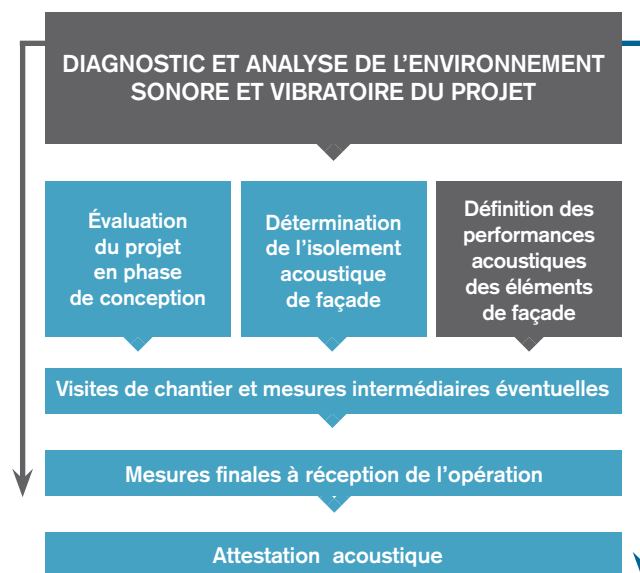 DIAGNOSTIC ET ANALYSE DE L’ENVIRONNEMENT
SONORE ET VIBRATOIRE DU PROJET
Évaluation
du projet
en phase
de conception
Détermination
de l’isolement
acoustique
de façade
Définition des
performances
acoustiques
des éléments
de façade
Visites de chantier et mesures intermédiaires éventuelles
Mesures finales à réception de l’opération
Attestation acoustique